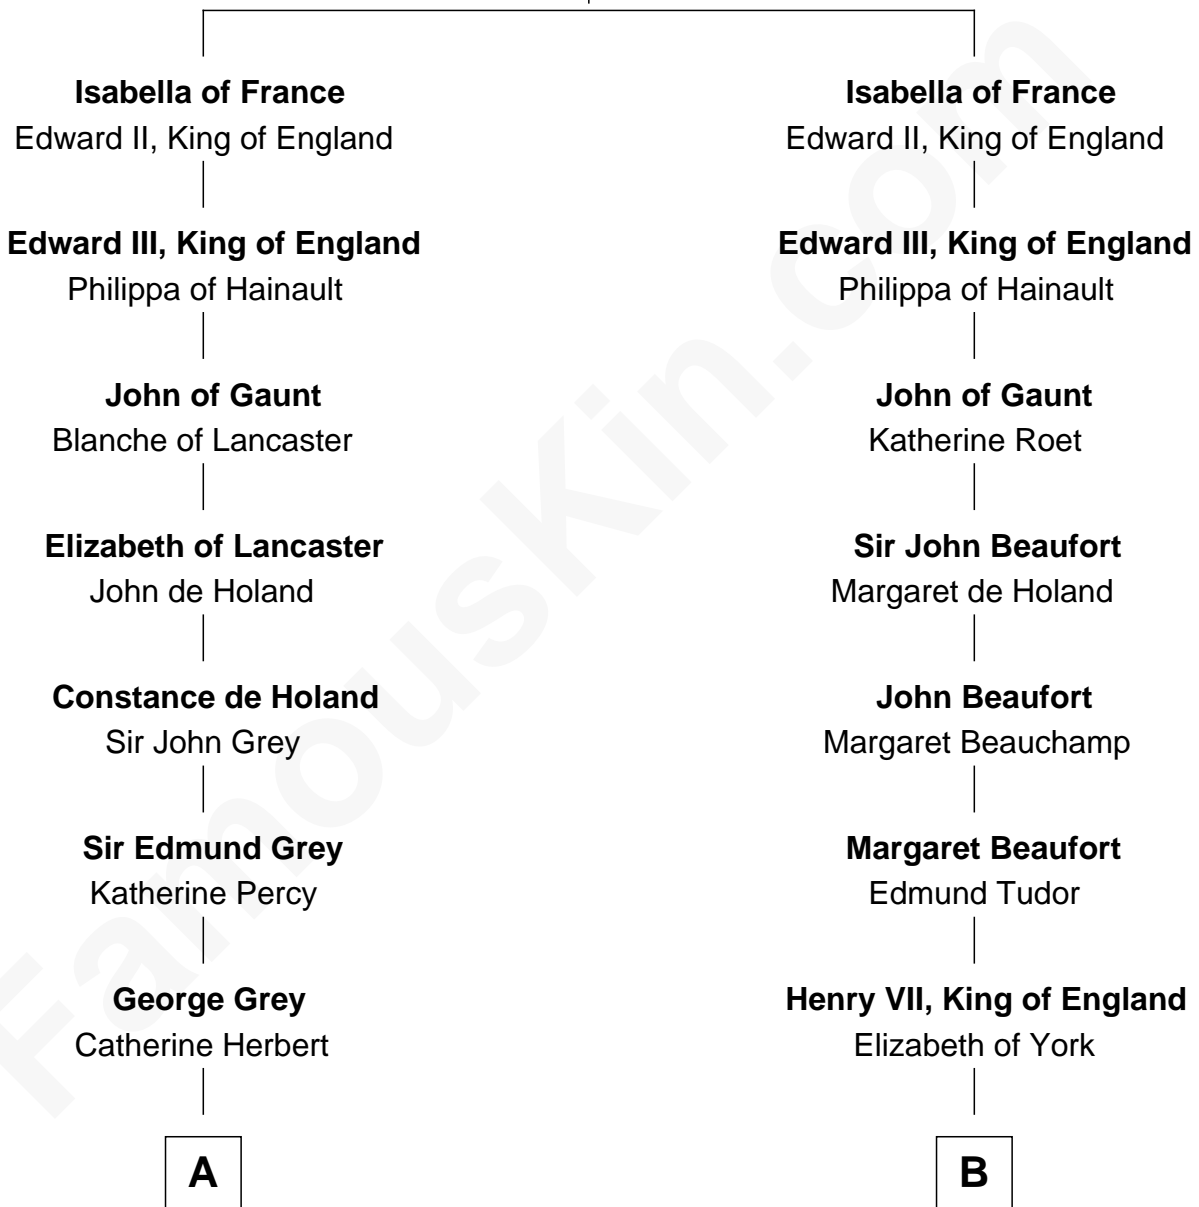 Isabella of France
Edward II, King of England
Edward III, King of England
Philippa of Hainault
John of Gaunt
Blanche of Lancaster
Elizabeth of Lancaster
John de Holand
Constance de Holand
Sir John Grey
Sir Edmund Grey
Katherine Percy
George Grey
Catherine Herbert
A
Isabella of France
Edward II, King of England
Edward III, King of England
Philippa of Hainault
John of Gaunt
Katherine Roet
Sir John Beaufort
Margaret de Holand
John Beaufort
Margaret Beauchamp
Margaret Beaufort
Edmund Tudor
Henry VII, King of England
Elizabeth of York
B
FamousKin.com